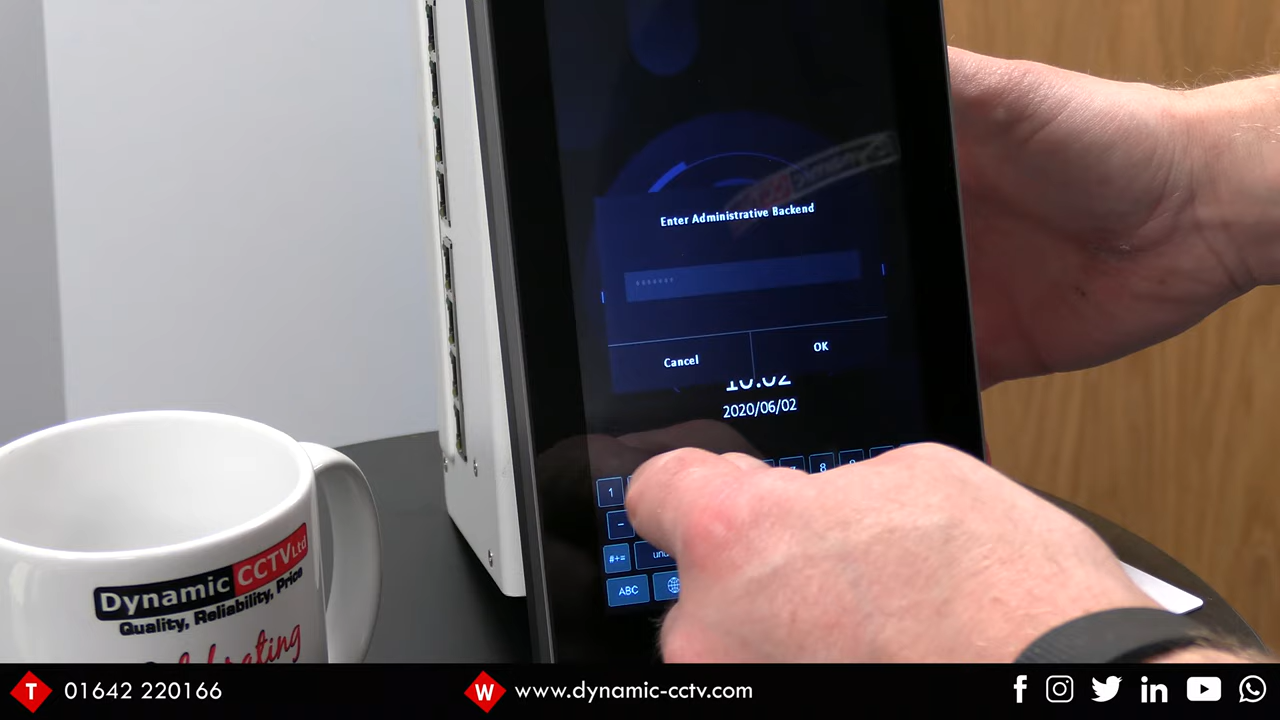 Enter Administrative Backend
*******
Cancel
OK
2020/06/02
1
8
-
#+=
ABC
Dynamic CCTV Ltd
Quality, Reliability, Price
T 01642 220166
W www.dynamic-cctv.com